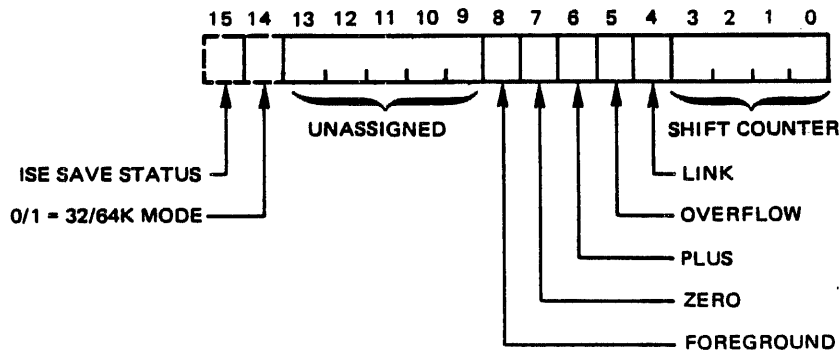 15 14 13 12 11 10 9 8 7 6 5 4 3 2 1 0
UNASSIGNED
SHIFT COUNTER
ISE SAVE STATUS
LINK
0/1 = 32/64K MODE
OVERFLOW
PLUS
ZERO
FOREGROUND